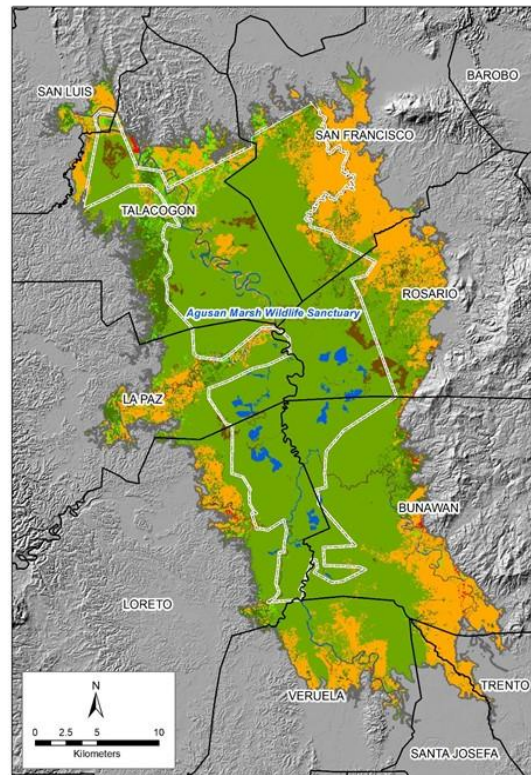 BAROBO
SAN LUIS
SAN FRANCISCO
TALACOGON
ROSARIO
Agusan Marsh Wildlife Sanctuary
LA PAZ
BUNAWAN
LORETO
VERUELA
TRENTO
SANTA JOSEFA
N
0 2.5 5 10
Kilometers